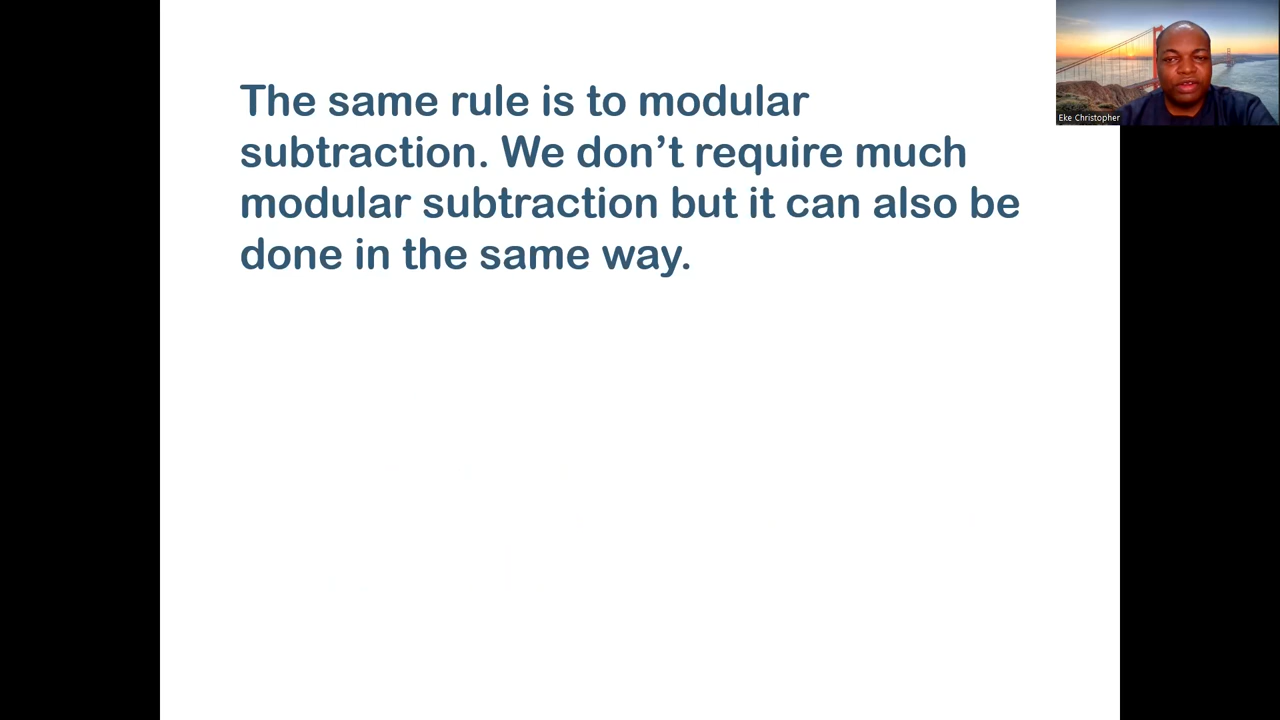 The same rule is to modular
subtraction. We don’t require much
modular subtraction but it can also be
done in the same way.
Eke Christopher